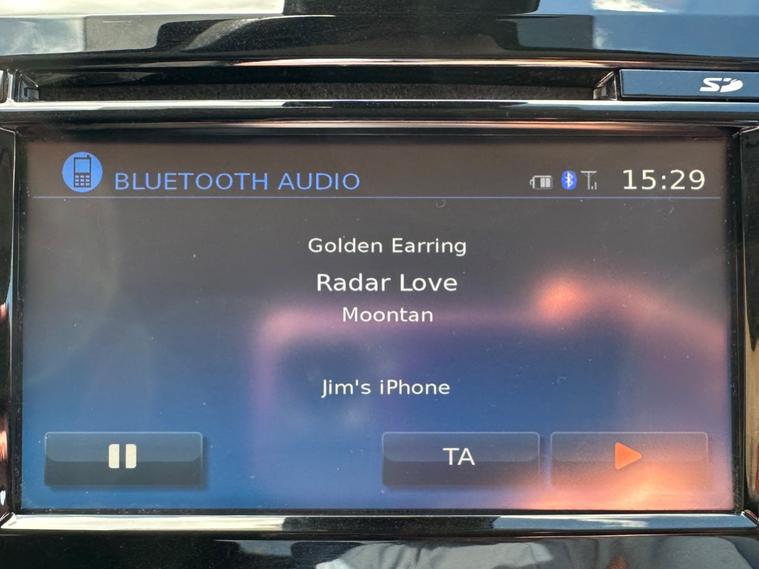 SD
BLUETOOTH AUDIO 15:29
Golden Earring
Radar Love
Moontan
Jim's iPhone
TA